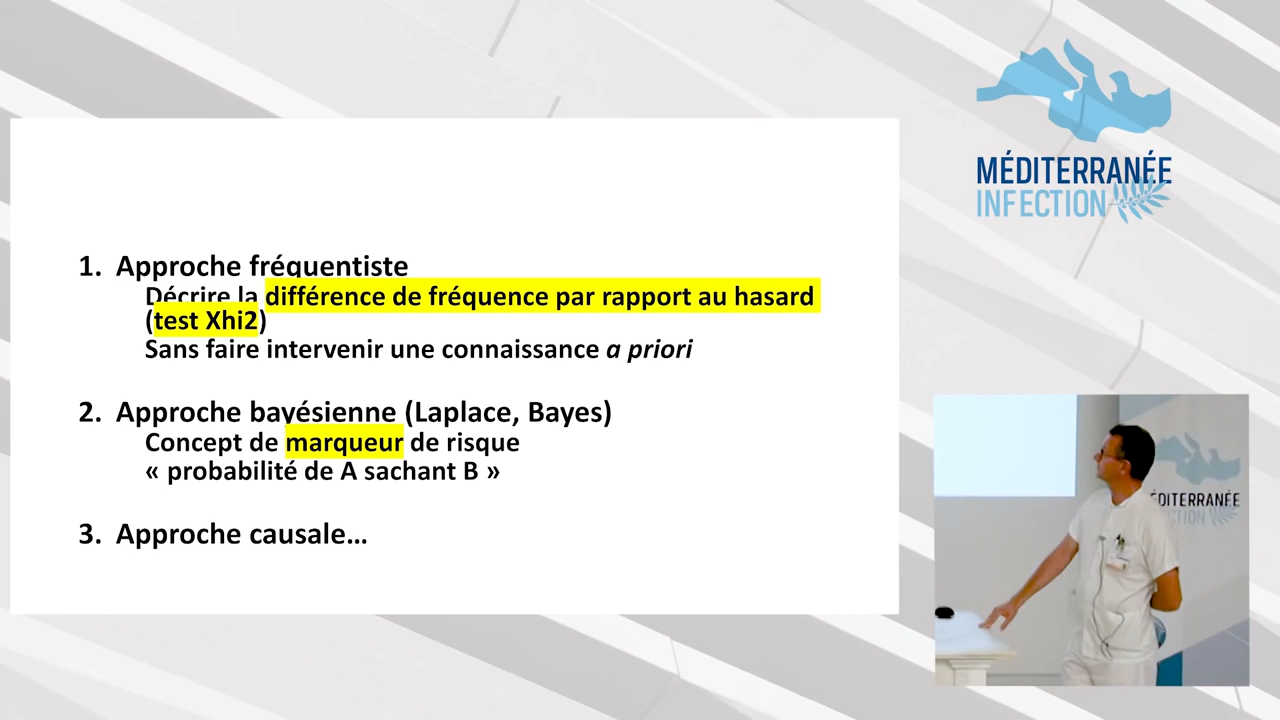 MÉDITERRANÉE
INFECTION
1. Approche fréquentiste
Décrire la différence de fréquence par rapport au hasard
(test Xhi2)
Sans faire intervenir une connaissance a priori
2. Approche bayésienne (Laplace, Bayes)
Concept de marqueur de risque
« probabilité de A sachant B »
3. Approche causale...
ÉDITERRANÉE
CTION